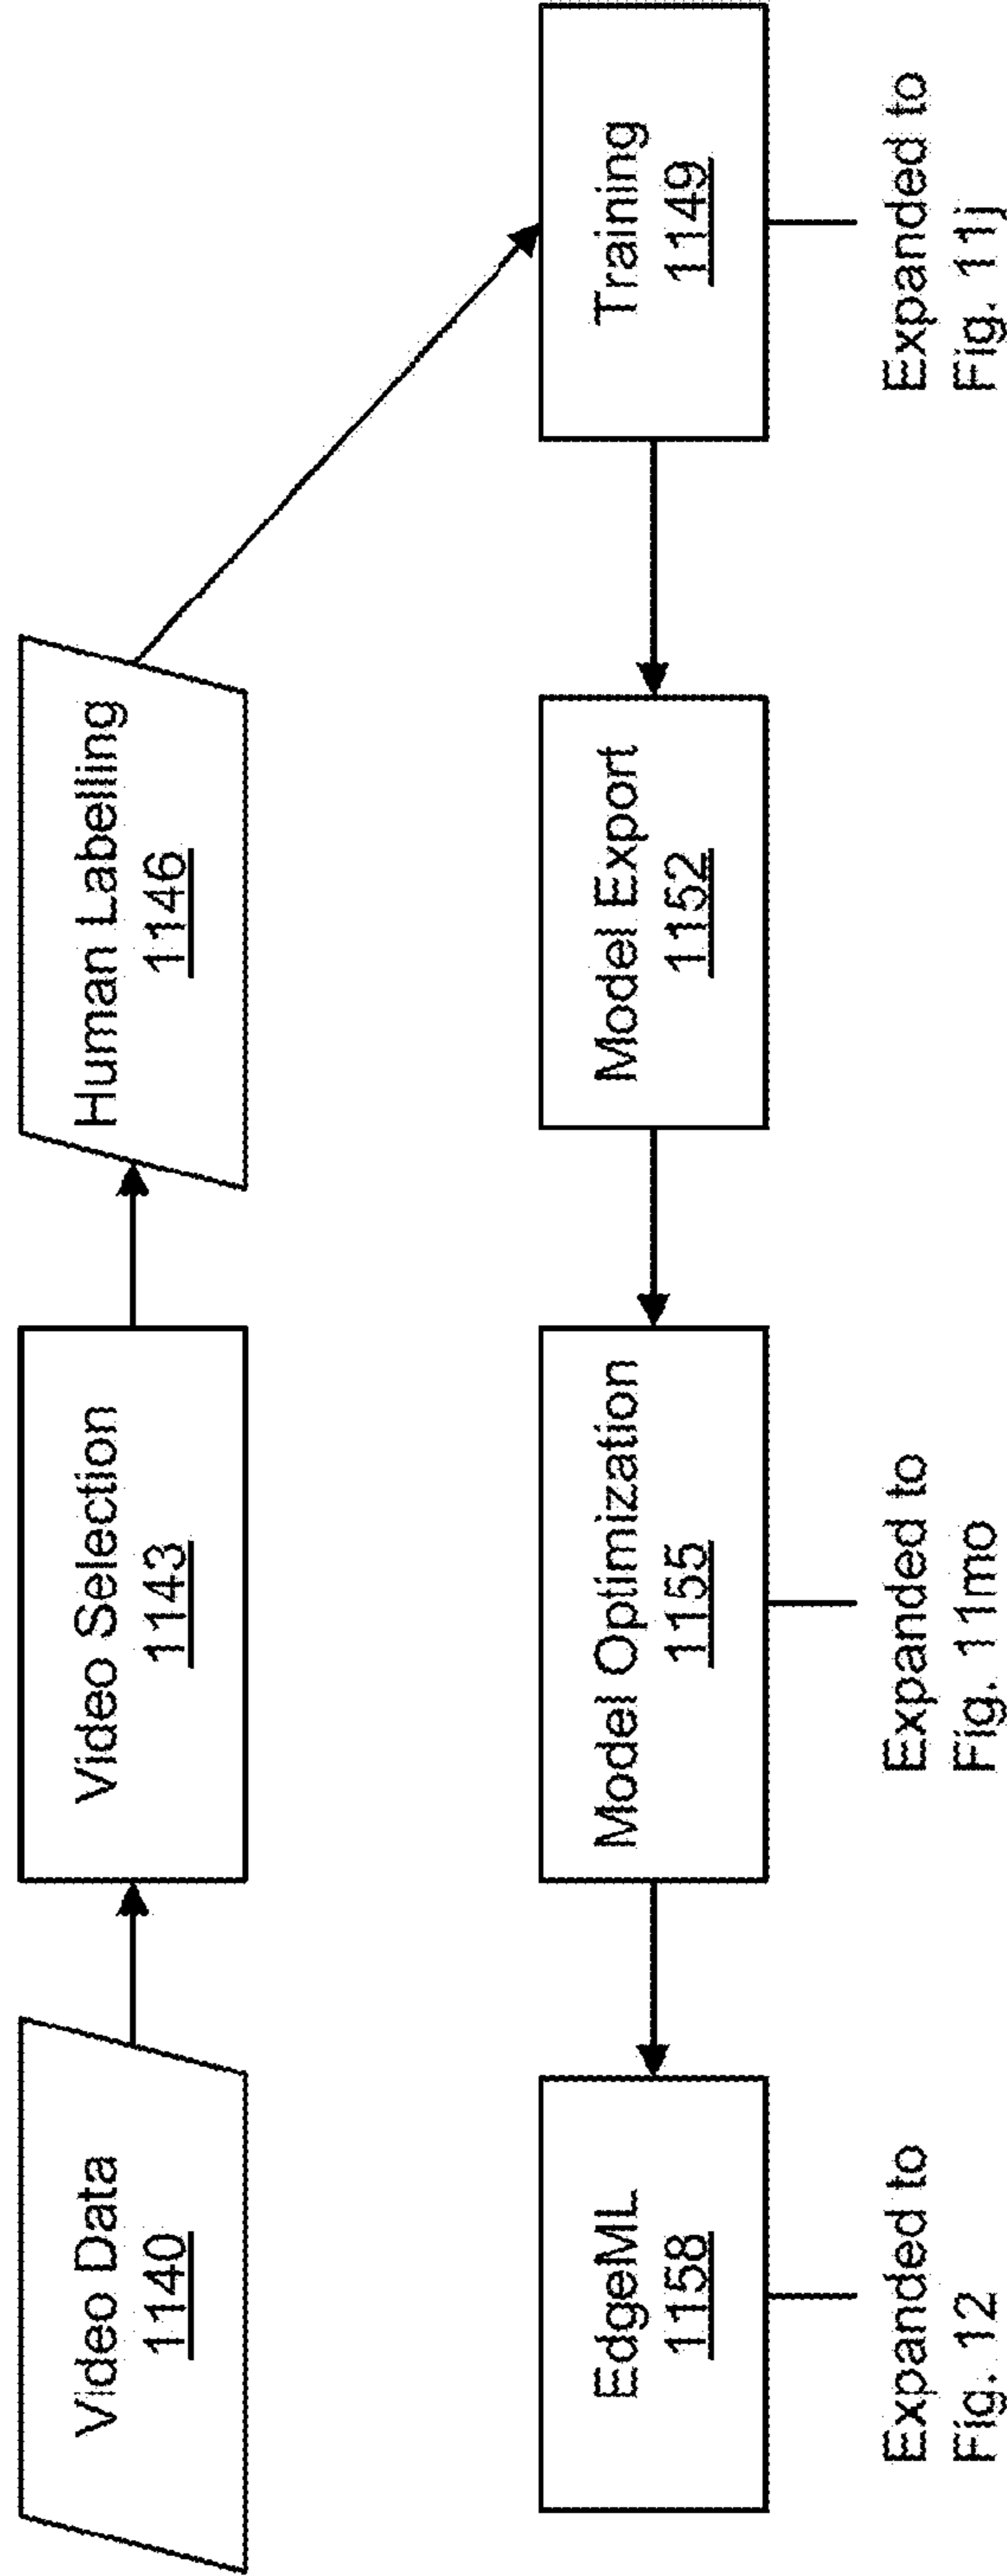 Video Data
1140
Video Selection
1143
Human Labelling
1146
EdgeML
1158
Model Optimization
1155
Model Export
1152
Training
1149
Expanded to
Fig. 12
Expanded to
Fig. 11mo
Expanded to
Fig. 11j